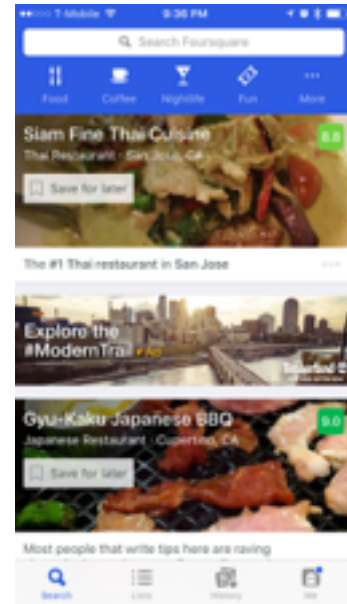 T-Mobile 9:36 PM
Search Foursquare
Food Coffee Nightlife Fun More
Siam Fine Thai Cuisine
8.8
Thai Restaurant · San Jose, CA
Save for later
The #1 Thai restaurant in San Jose
Explore the
#ModernTrail Ad
Timberland
Gyu-Kaku Japanese BBQ
9.0
Japanese Restaurant · Cupertino, CA
Save for later
Most people that write tips here are raving
Search Lists History Me